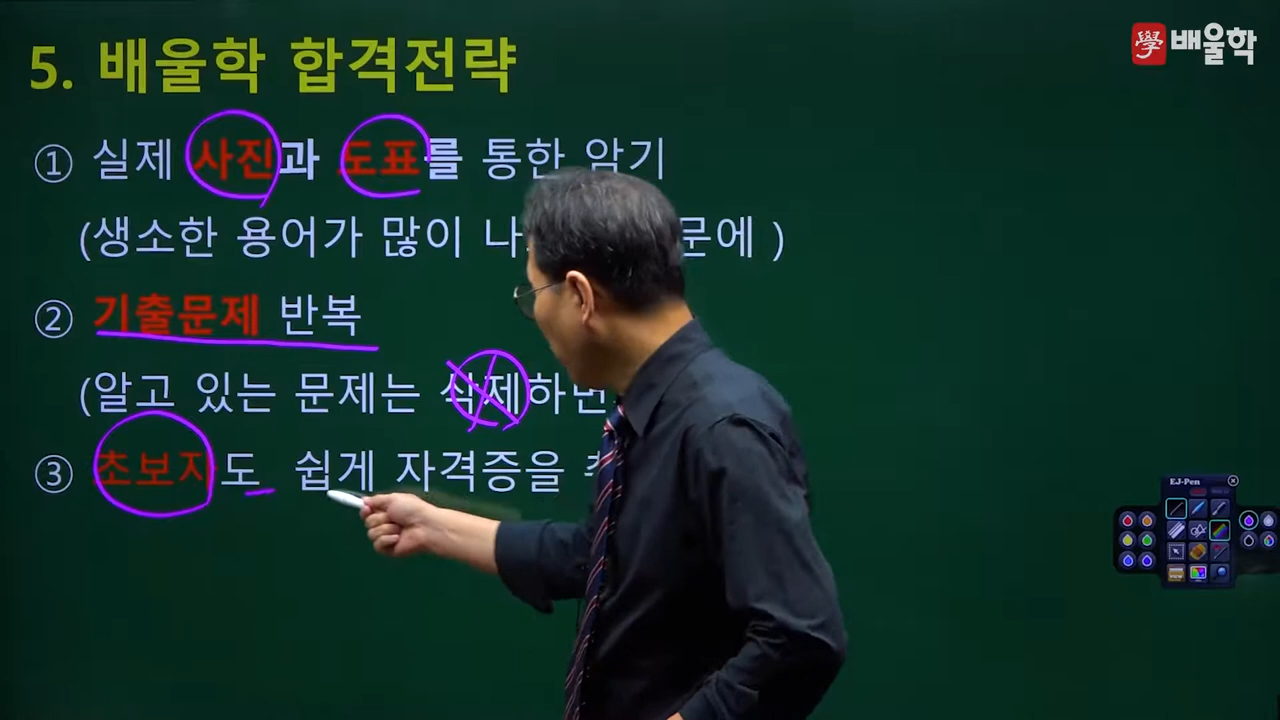 5. 배울학 합격전략
學 배울학
① 실제 사진과 도표를 통한 암기
(생소한 용어가 많이 문에 )
② 기출문제 반복
(알고 있는 문제는 삭제하면
③ 초보자도 쉽게 자격증을
EJ-Pen